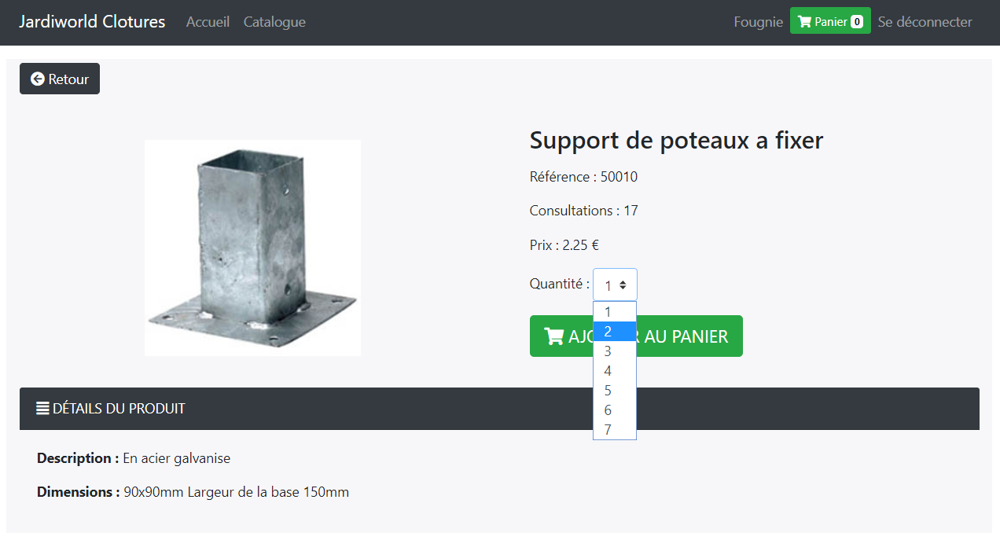 Jardiworld Clotures Accueil Catalogue Fougnie Panier 0 Se déconnecter
Retour
Support de poteaux a fixer
Référence : 50010
Consultations : 17
Prix : 2.25 €
Quantité : 1
1
2
3
4
5
6
7
AU PANIER
DÉTAILS DU PRODUIT
Description : En acier galvanise
Dimensions : 90x90mm Largeur de la base 150mm